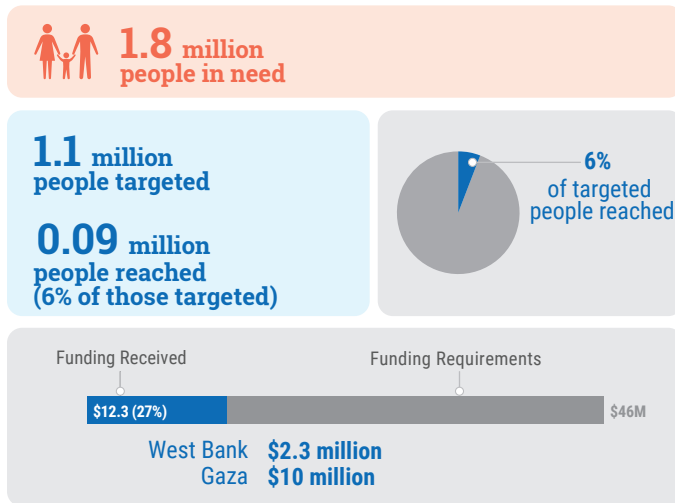 1.8 million
people in need
1.1 million
people targeted
0.09 million
people reached
(6% of those targeted)
6%
of targeted
people reached
Funding Received
Funding Requirements
$12.3 (27%)
$46M
West Bank $2.3 million
Gaza $10 million